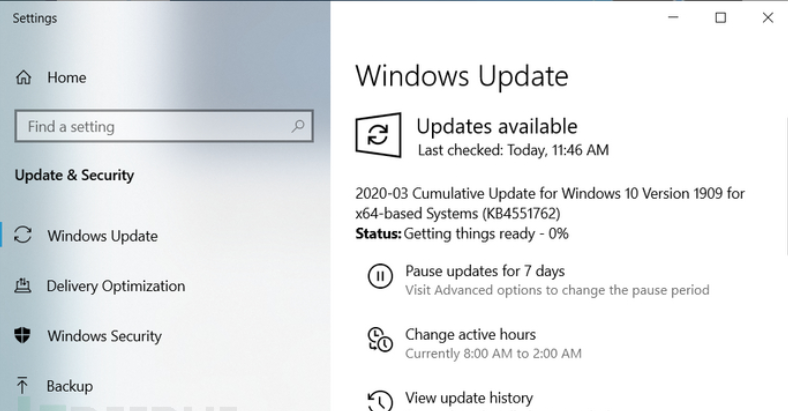 Settings
Home
Find a setting
Update & Security
Windows Update
Delivery Optimization
Windows Security
Backup
Windows Update
Updates available
Last checked: Today, 11:46 AM
2020-03 Cumulative Update for Windows 10 Version 1909 for
x64-based Systems (KB4551762)
Status: Getting things ready - 0%
Pause updates for 7 days
Visit Advanced options to change the pause period
Change active hours
Currently 8:00 AM to 2:00 AM
View update history